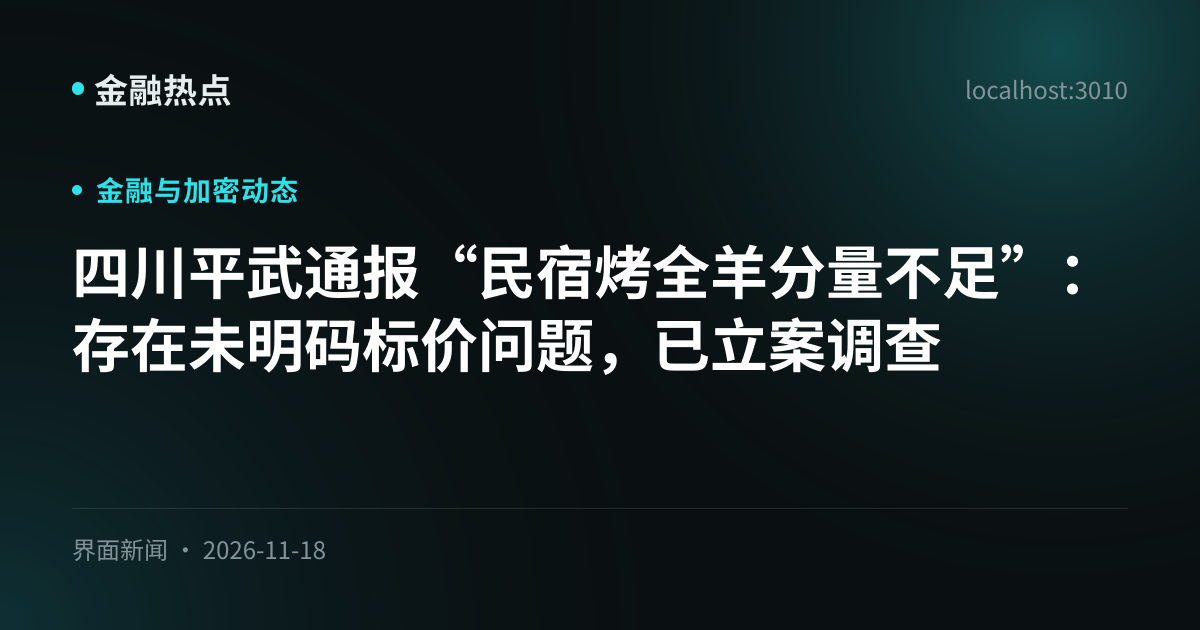 金融热点
localhost:3010
金融与加密动态
四川平武通报“民宿烤全羊分量不足”：
存在未明码标价问题，已立案调查
界面新闻 · 2026-11-18